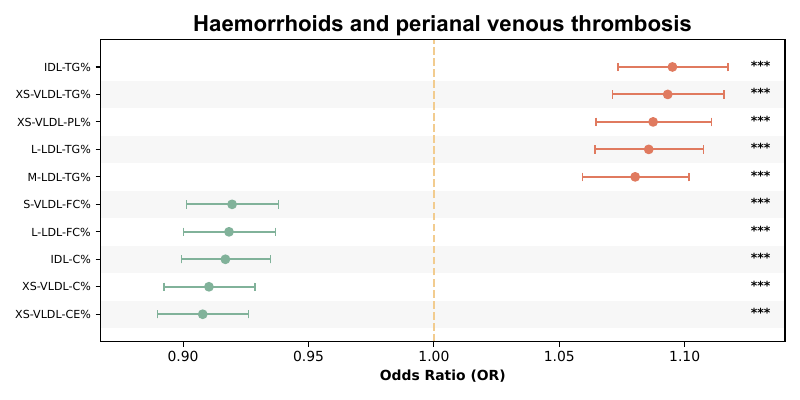 Haemorrhoids and perianal venous thrombosis
IDL-TG% ***
XS-VLDL-TG% ***
XS-VLDL-PL% ***
L-LDL-TG% ***
M-LDL-TG% ***
S-VLDL-FC% ***
L-LDL-FC% ***
IDL-C% ***
XS-VLDL-C% ***
XS-VLDL-CE% ***
0.90 0.95 1.00 1.05 1.10
Odds Ratio (OR)